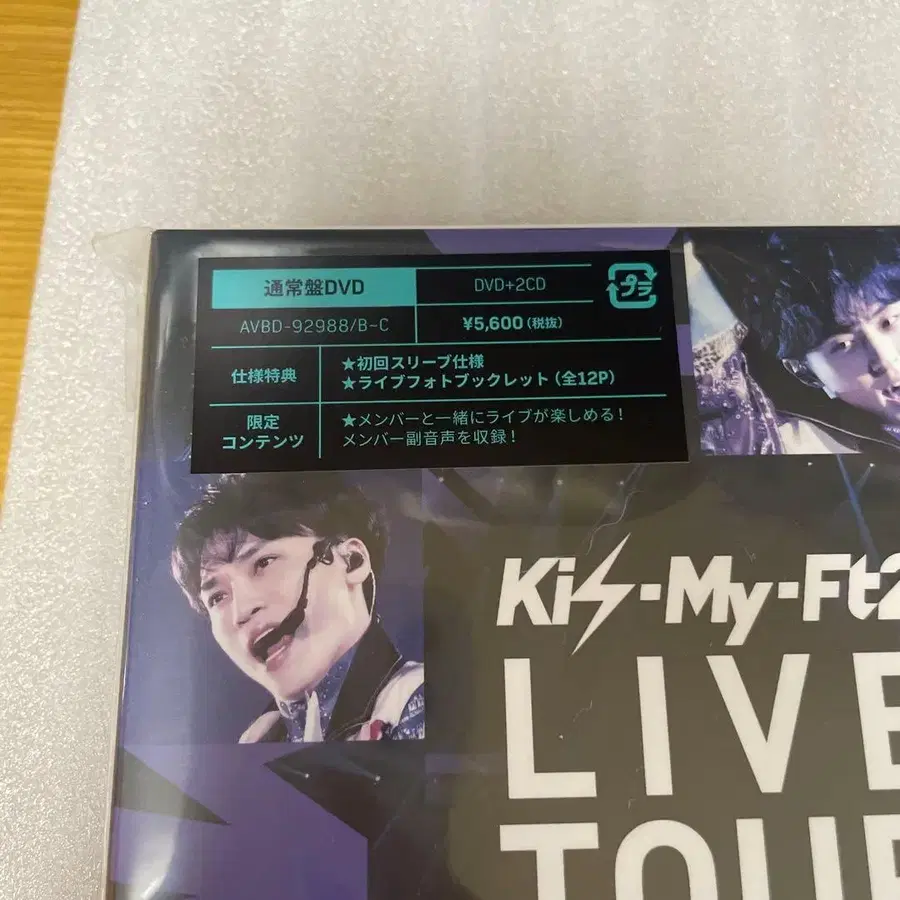 通常盤DVD
DVD+2CD
プラ
AVBD-92988/B~C
¥5,600(税抜)
仕様特典
★初回スリーブ仕様
★ライブフォトブックレット(全12P)
限定
コンテンツ
★メンバーと一緒にライブが楽しめる!
メンバー副音声を収録!
Kis-My-Ft2
LIVE
TOUR